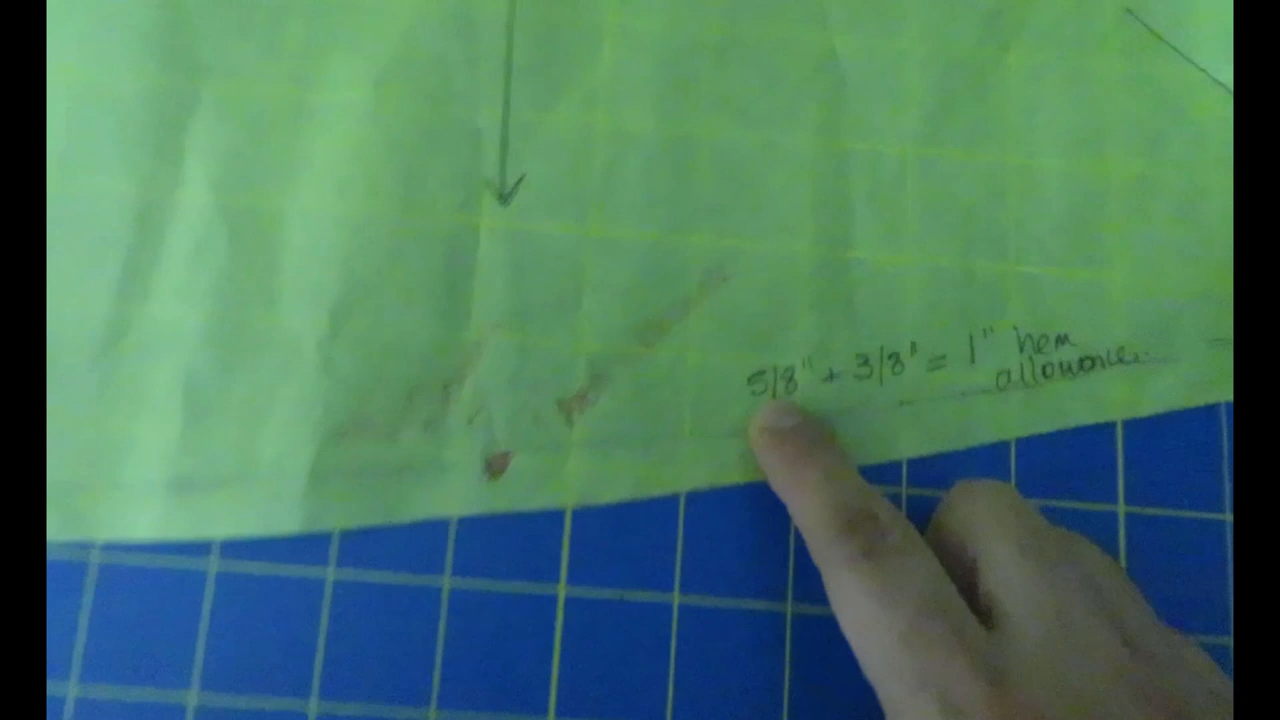 5/8" + 3/8" = 1" hem
allowance.